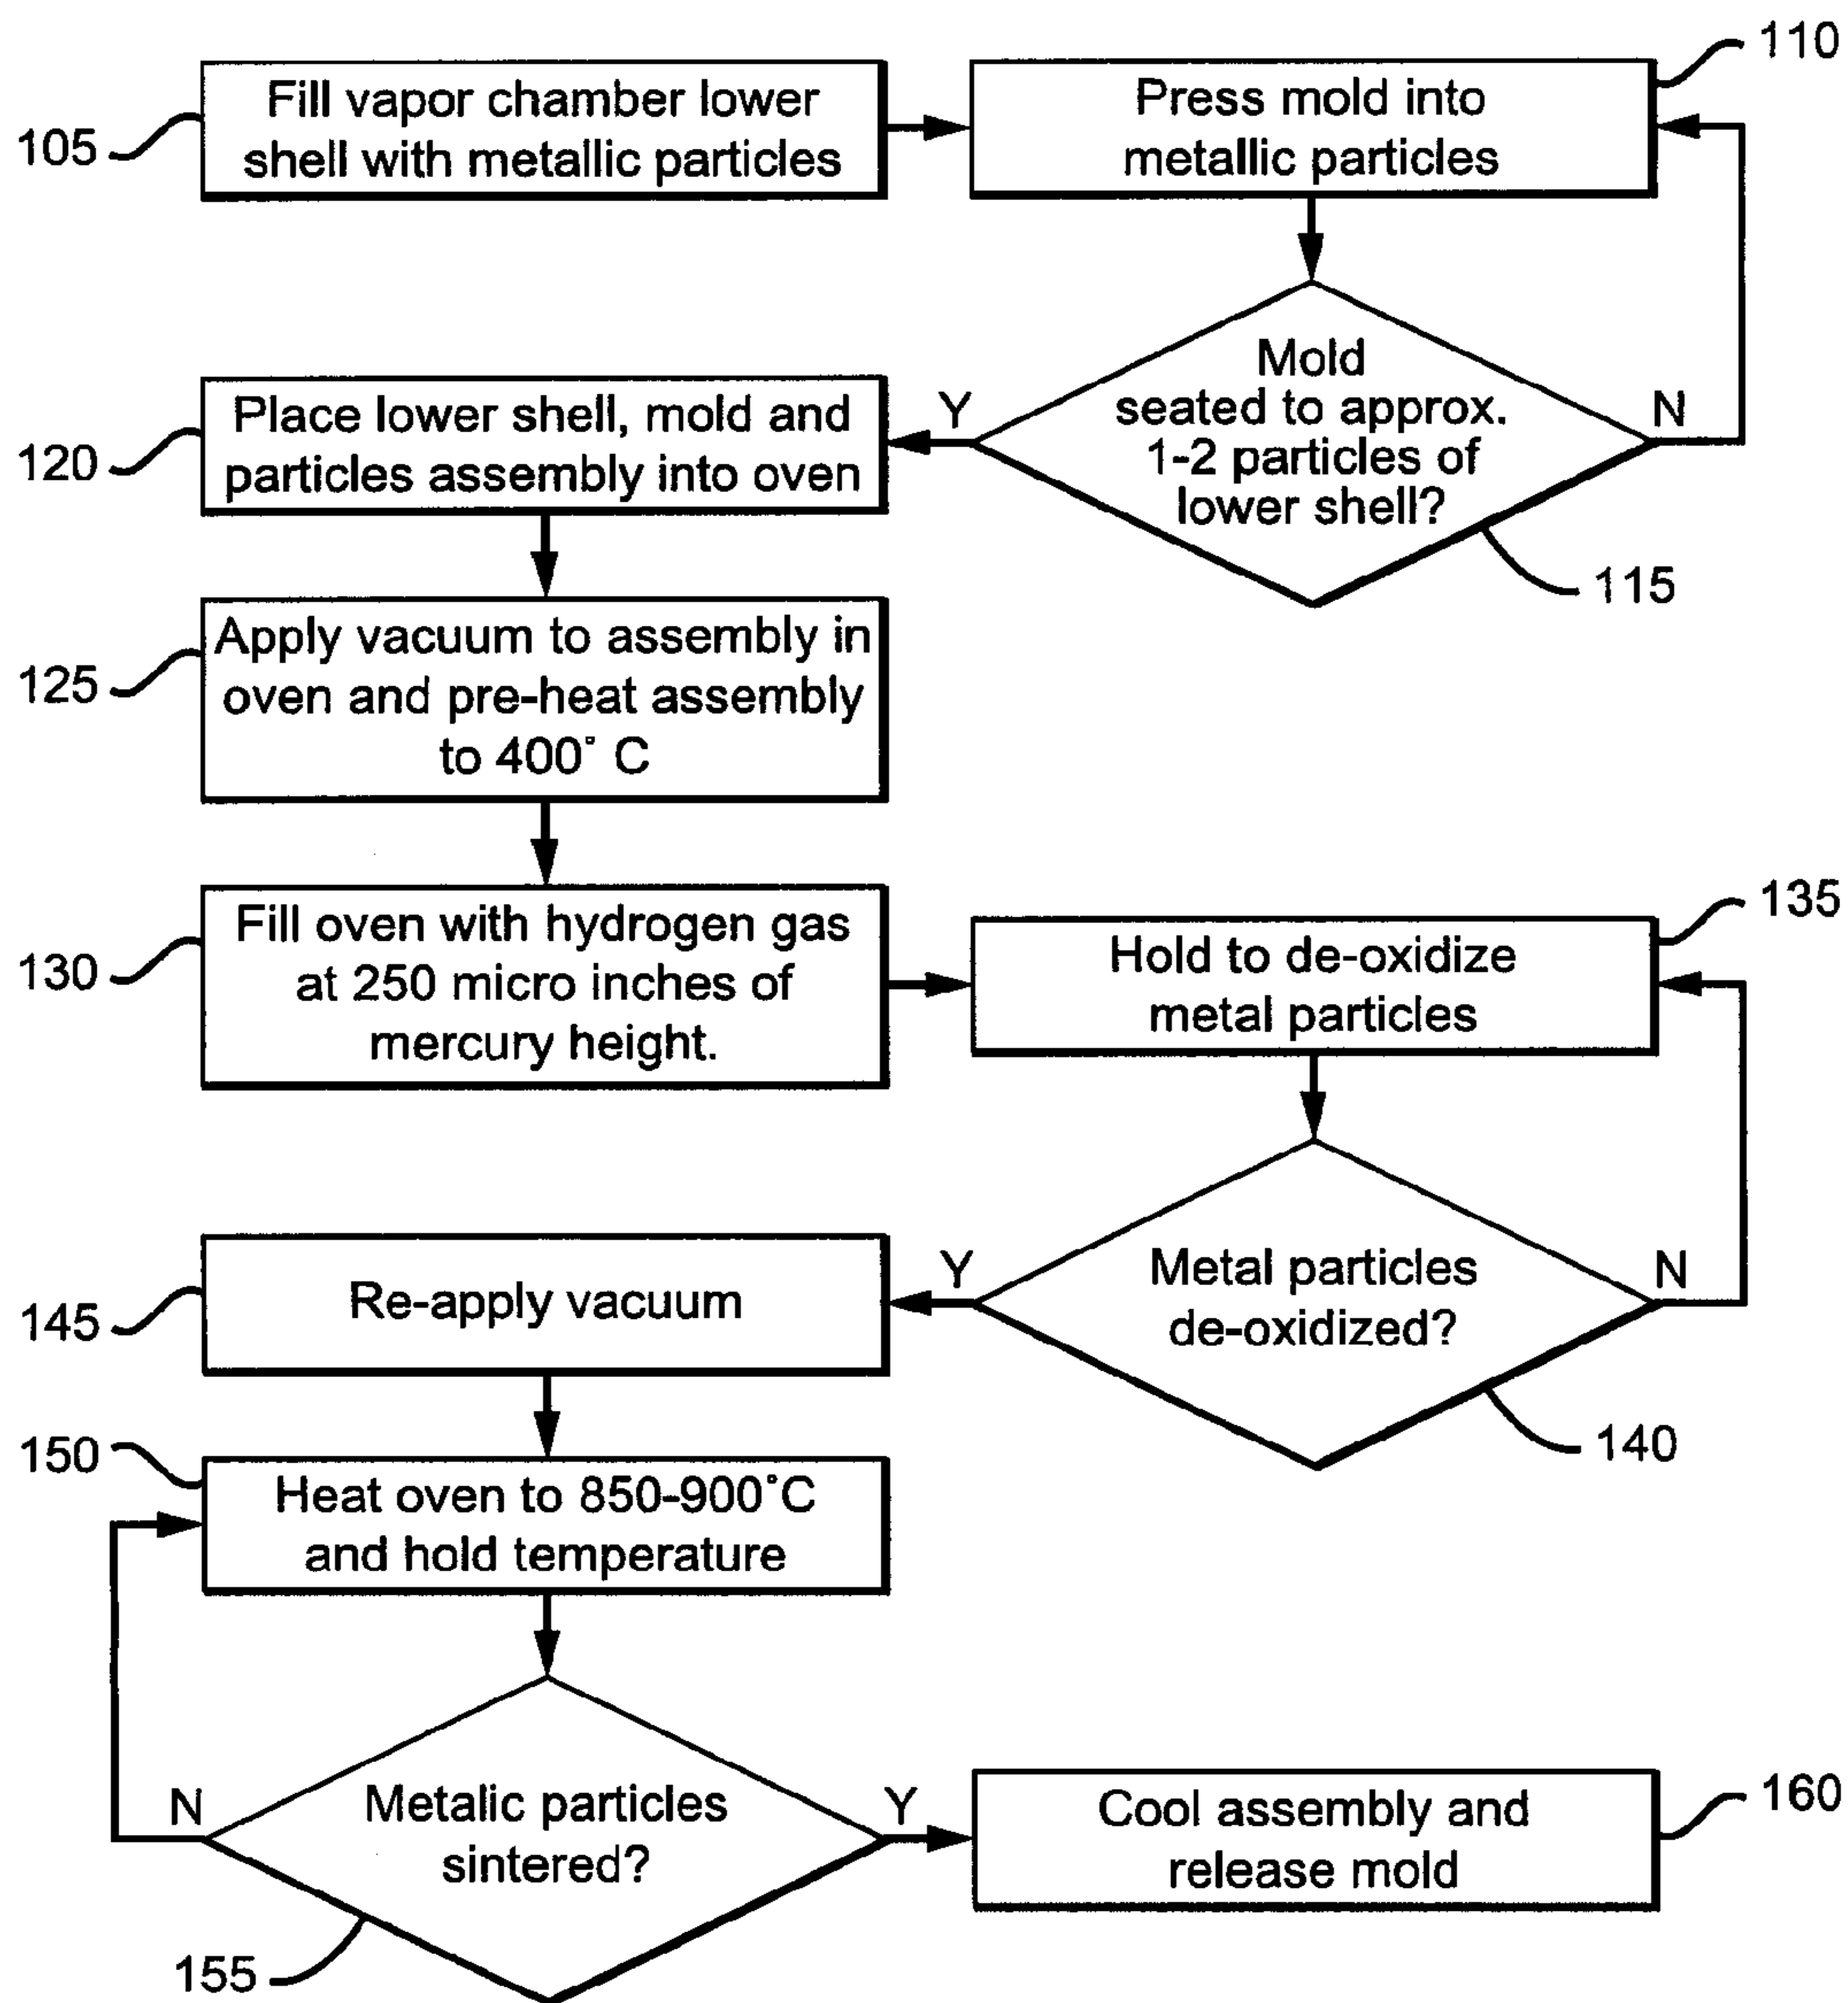 105
Fill vapor chamber lower
shell with metallic particles
110
Press mold into
metallic particles
Mold
seated to approx.
1-2 particles of
lower shell?
Y
N
115
120
Place lower shell, mold and
particles assembly into oven
125
Apply vacuum to assembly in
oven and pre-heat assembly
to 400° C
130
Fill oven with hydrogen gas
at 250 micro inches of
mercury height.
135
Hold to de-oxidize
metal particles
Metal particles
de-oxidized?
Y
N
140
145
Re-apply vacuum
150
Heat oven to 850-900°C
and hold temperature
Metalic particles
sintered?
N
Y
155
160
Cool assembly and
release mold